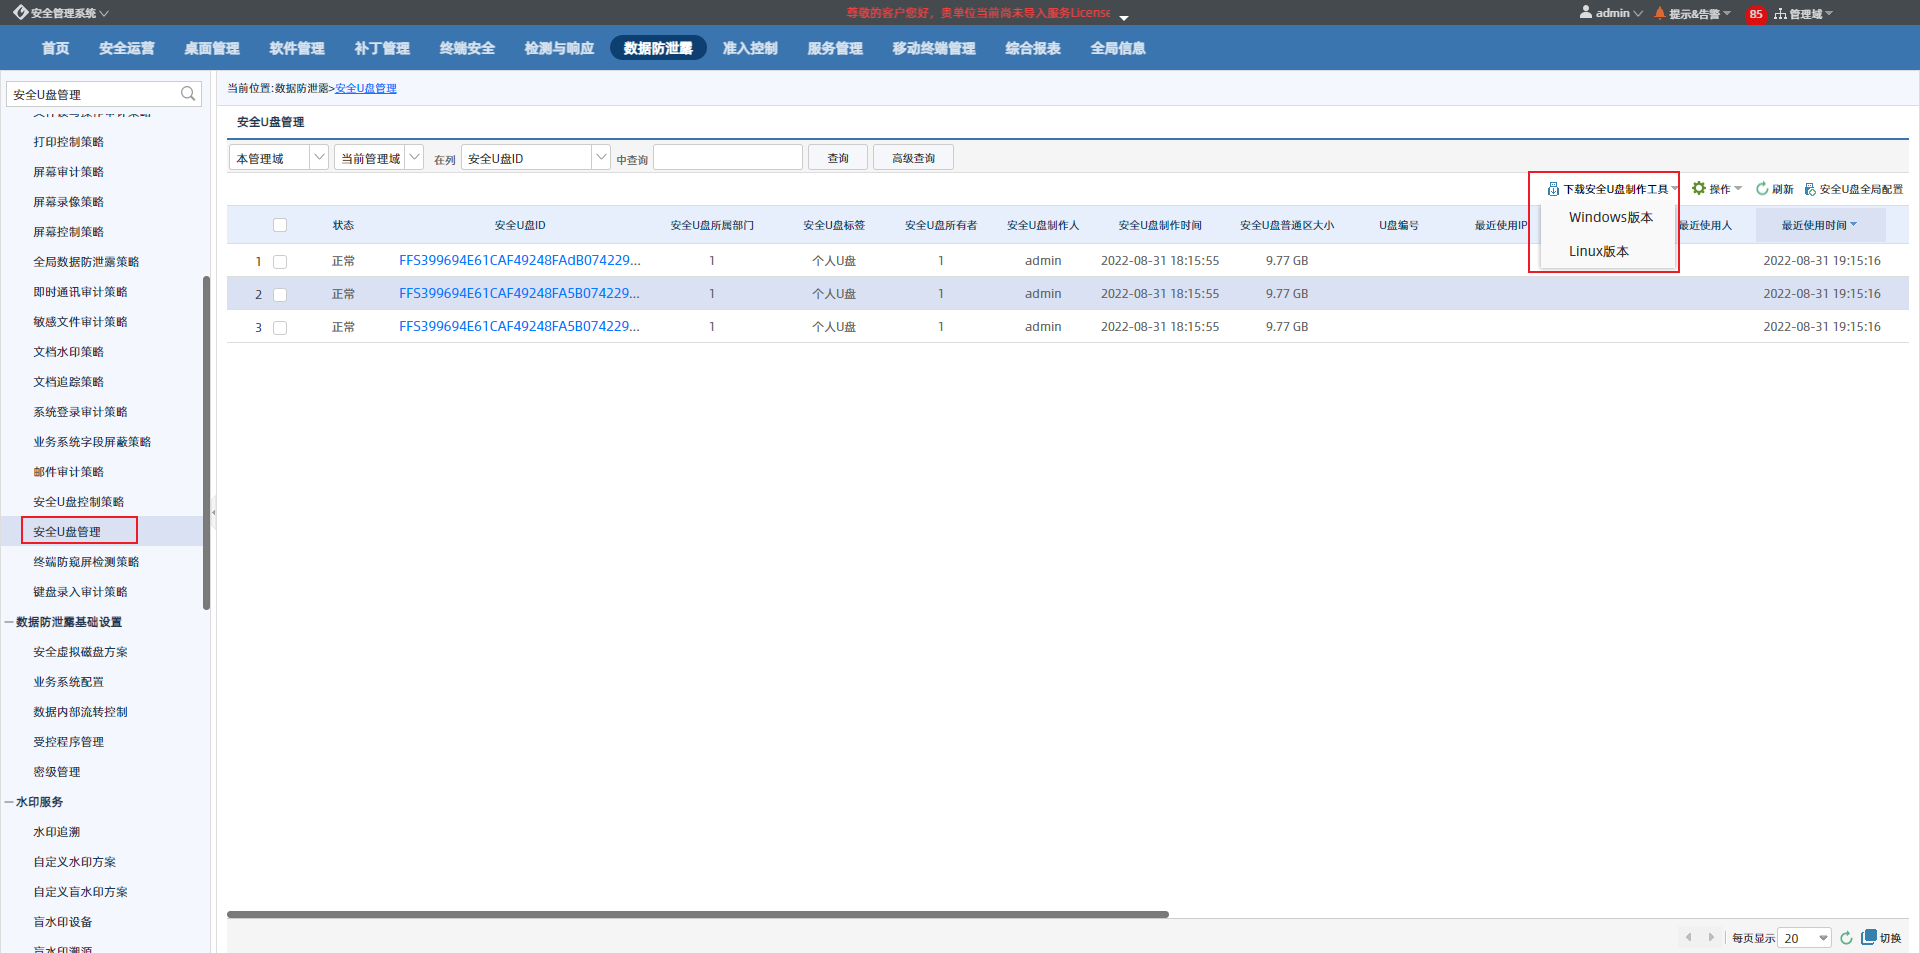 安全管理系统
尊敬的客户您好，贵单位当前尚未导入服务License
admin
提示&告警
85
管理域
首页 安全运营 桌面管理 软件管理 补丁管理 终端安全 检测与响应 数据防泄露 准入控制 服务管理 移动终端管理 综合报表 全局信息
安全U盘管理
打印控制策略
屏幕审计策略
屏幕录像策略
屏幕控制策略
全局数据防泄露策略
即时通讯审计策略
敏感文件审计策略
文档水印策略
文档追踪策略
系统登录审计策略
业务系统字段屏蔽策略
邮件审计策略
安全U盘控制策略
安全U盘管理
终端防窥屏检测策略
键盘录入审计策略
数据防泄露基础设置
安全虚拟磁盘方案
业务系统配置
数据内部流转控制
受控程序管理
密级管理
水印服务
水印追溯
自定义水印方案
自定义盲水印方案
盲水印设备
盲水印溯源
当前位置:数据防泄露>安全U盘管理
安全U盘管理
本管理域 当前管理域 在列 安全U盘ID 中查询 查询 高级查询
下载安全U盘制作工具 操作 刷新 安全U盘全局配置
Windows版本
Linux版本
状态 安全U盘ID 安全U盘所属部门 安全U盘标签 安全U盘所有者 安全U盘制作人 安全U盘制作时间 安全U盘普通区大小 U盘编号 最近使用IP 最近使用人 最近使用时间
1 正常 FFS399694E61CAF49248FAdB074229... 1 个人U盘 1 admin 2022-08-31 18:15:55 9.77 GB 2022-08-31 19:15:16
2 正常 FFS399694E61CAF49248FA5B074229... 1 个人U盘 1 admin 2022-08-31 18:15:55 9.77 GB 2022-08-31 19:15:16
3 正常 FFS399694E61CAF49248FA5B074229... 1 个人U盘 1 admin 2022-08-31 18:15:55 9.77 GB 2022-08-31 19:15:16
每页显示 20 切换